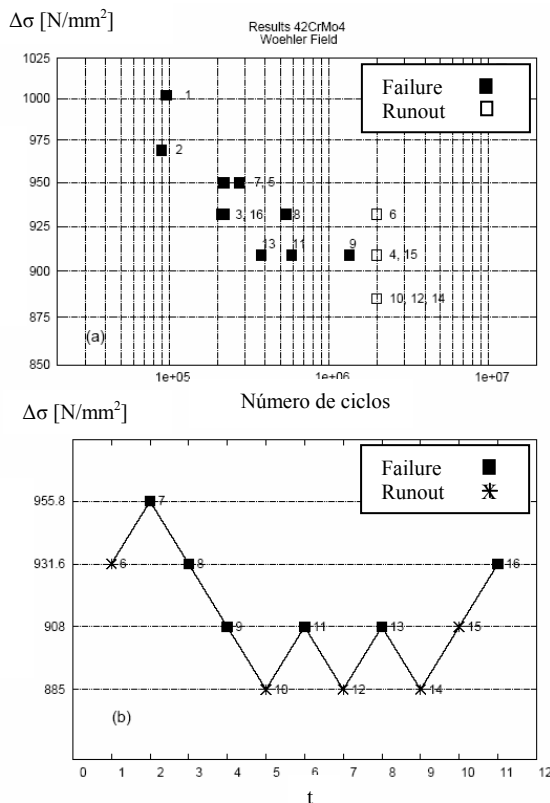 Δσ [N/mm²]
Results 42CrMo4
Woehler Field
1025
1000
975
950
925
900
875
850
Failure
Runout
1
2
7, 5
3, 16
8
6
13
11
9
4, 15
10, 12, 14
(a)
1e+05
1e+06
1e+07
Número de ciclos
Δσ [N/mm²]
Failure
Runout
955.8
931.6
908
885
7
6
8
16
9
11
13
15
10
12
14
(b)
0 1 2 3 4 5 6 7 8 9 10 11 12
t